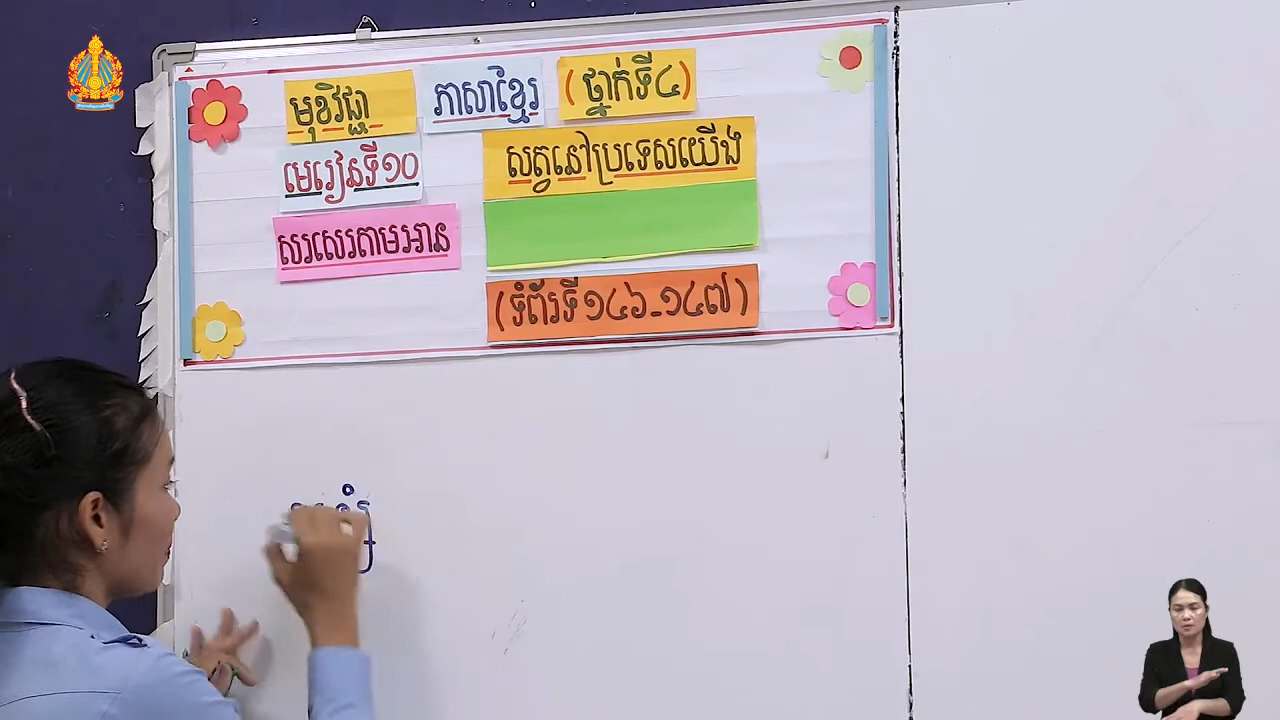 មុខវិជ្ជា ភាសាខ្មែរ (ថ្នាក់ទី៤)
មេរៀនទី១០ សត្វនៅប្រទេសយើង
សរសេរតាមអាន
(ទំព័រទី១៤៦-១៤៧)